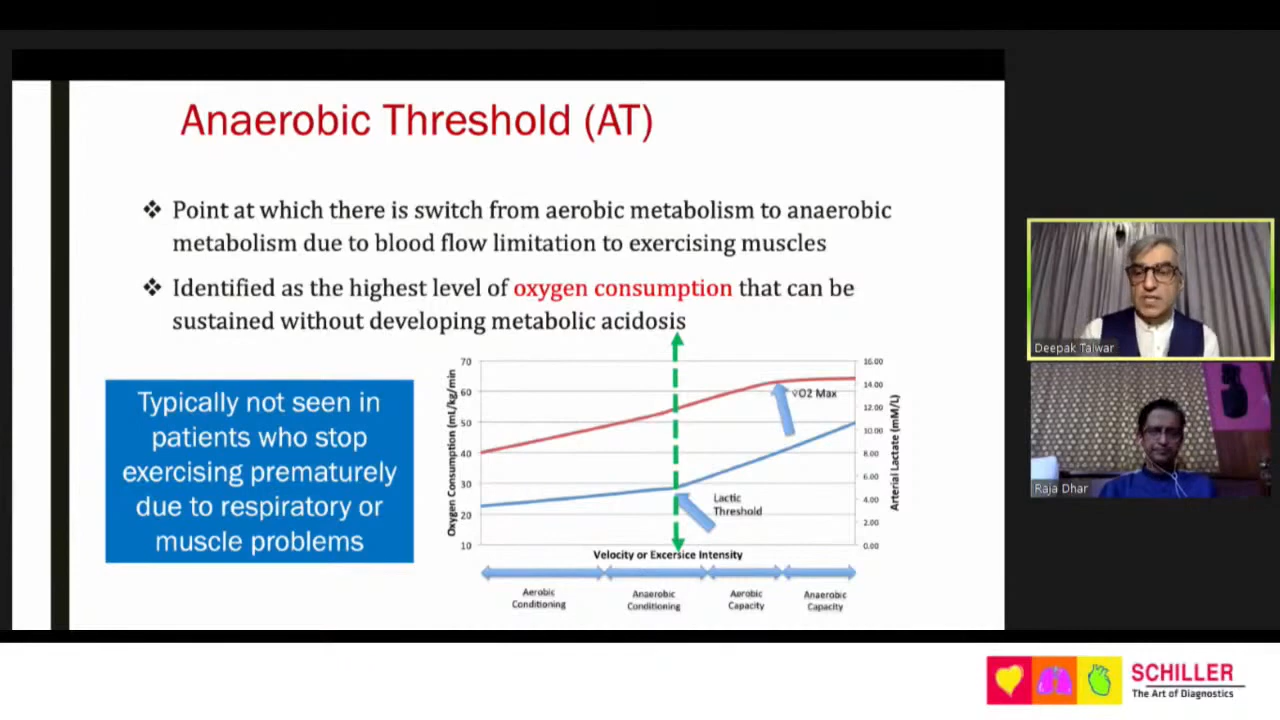 Anaerobic Threshold (AT)
❖ Point at which there is switch from aerobic metabolism to anaerobic
metabolism due to blood flow limitation to exercising muscles
❖ Identified as the highest level of oxygen consumption that can be
sustained without developing metabolic acidosis
Typically not seen in
patients who stop
exercising prematurely
due to respiratory or
muscle problems
Oxygen Consumption (mL/kg/min
70
60
50
40
30
20
10
V̇O2 Max
Lactic
Threshold
16.00
14.00
12.00
10.00
8.00
6.00
4.00
2.00
0.00
Arterial Lactate (mM/L)
Velocity or Excersice Intensity
Aerobic
Conditioning
Anaerobic
Conditioning
Aerobic
Capacity
Anaerobic
Capacity
Deepak Talwar
Raja Dhar
SCHILLER
The Art of Diagnostics